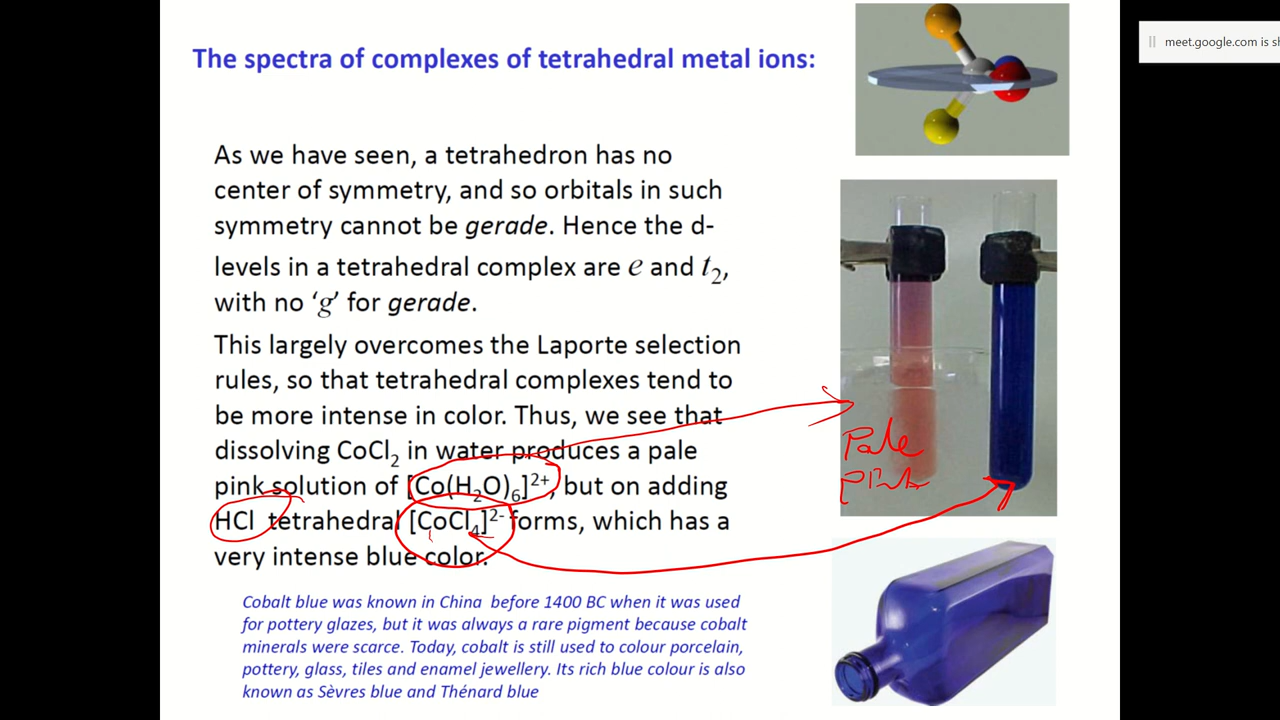 The spectra of complexes of tetrahedral metal ions:
As we have seen, a tetrahedron has no
center of symmetry, and so orbitals in such
symmetry cannot be gerade. Hence the d-
levels in a tetrahedral complex are e and t₂,
with no ‘g’ for gerade.
This largely overcomes the Laporte selection
rules, so that tetrahedral complexes tend to
be more intense in color. Thus, we see that
dissolving CoCl₂ in water produces a pale
pink solution of [Co(H₂O)₆]²⁺, but on adding
HCl tetrahedral [CoCl₄]²⁻ forms, which has a
very intense blue color.
Cobalt blue was known in China before 1400 BC when it was used
for pottery glazes, but it was always a rare pigment because cobalt
minerals were scarce. Today, cobalt is still used to colour porcelain,
pottery, glass, tiles and enamel jewellery. Its rich blue colour is also
known as Sèvres blue and Thénard blue
Pale
pink
meet.google.com is sh